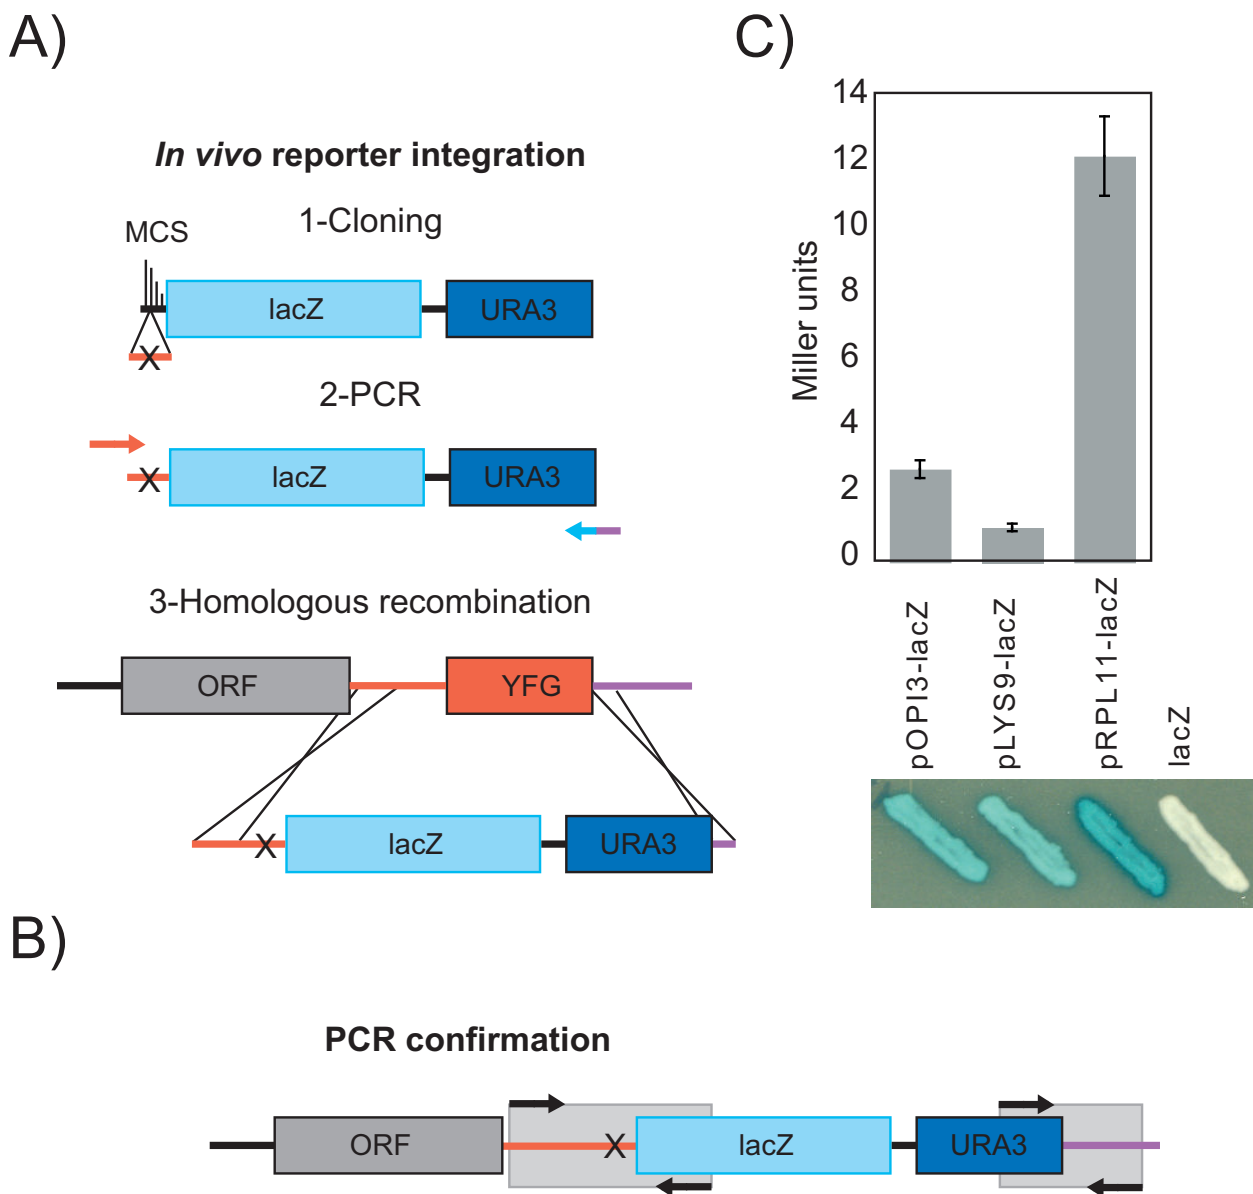 A)
In vivo reporter integration
1-Cloning
MCS
lacZ
URA3
X
2-PCR
X
lacZ
URA3
3-Homologous recombination
ORF
YFG
X
lacZ
URA3
B)
PCR confirmation
ORF
X
lacZ
URA3
C)
Miller units
14
12
10
8
6
4
2
0
pOPI3-lacZ
pLYS9-lacZ
pRPL11-lacZ
lacZ